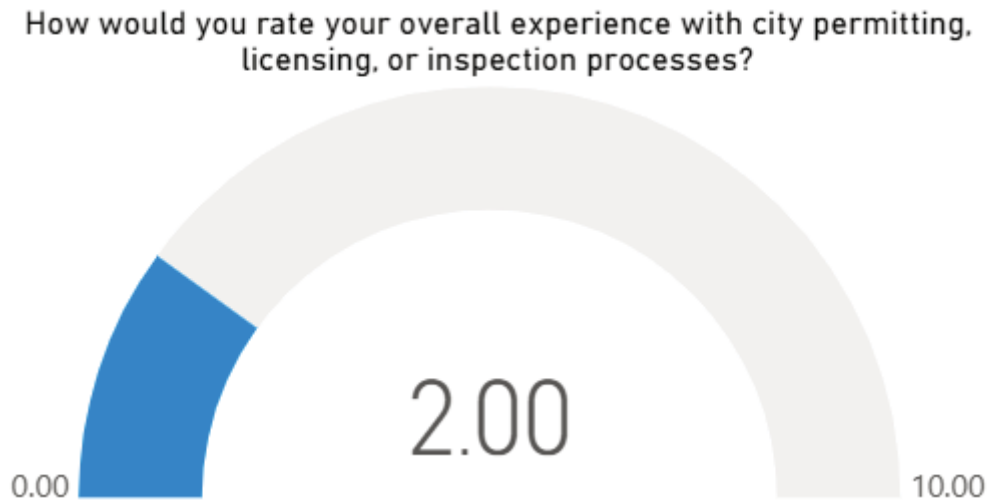 How would you rate your overall experience with city permitting,
licensing, or inspection processes?
2.00
0.00
10.00